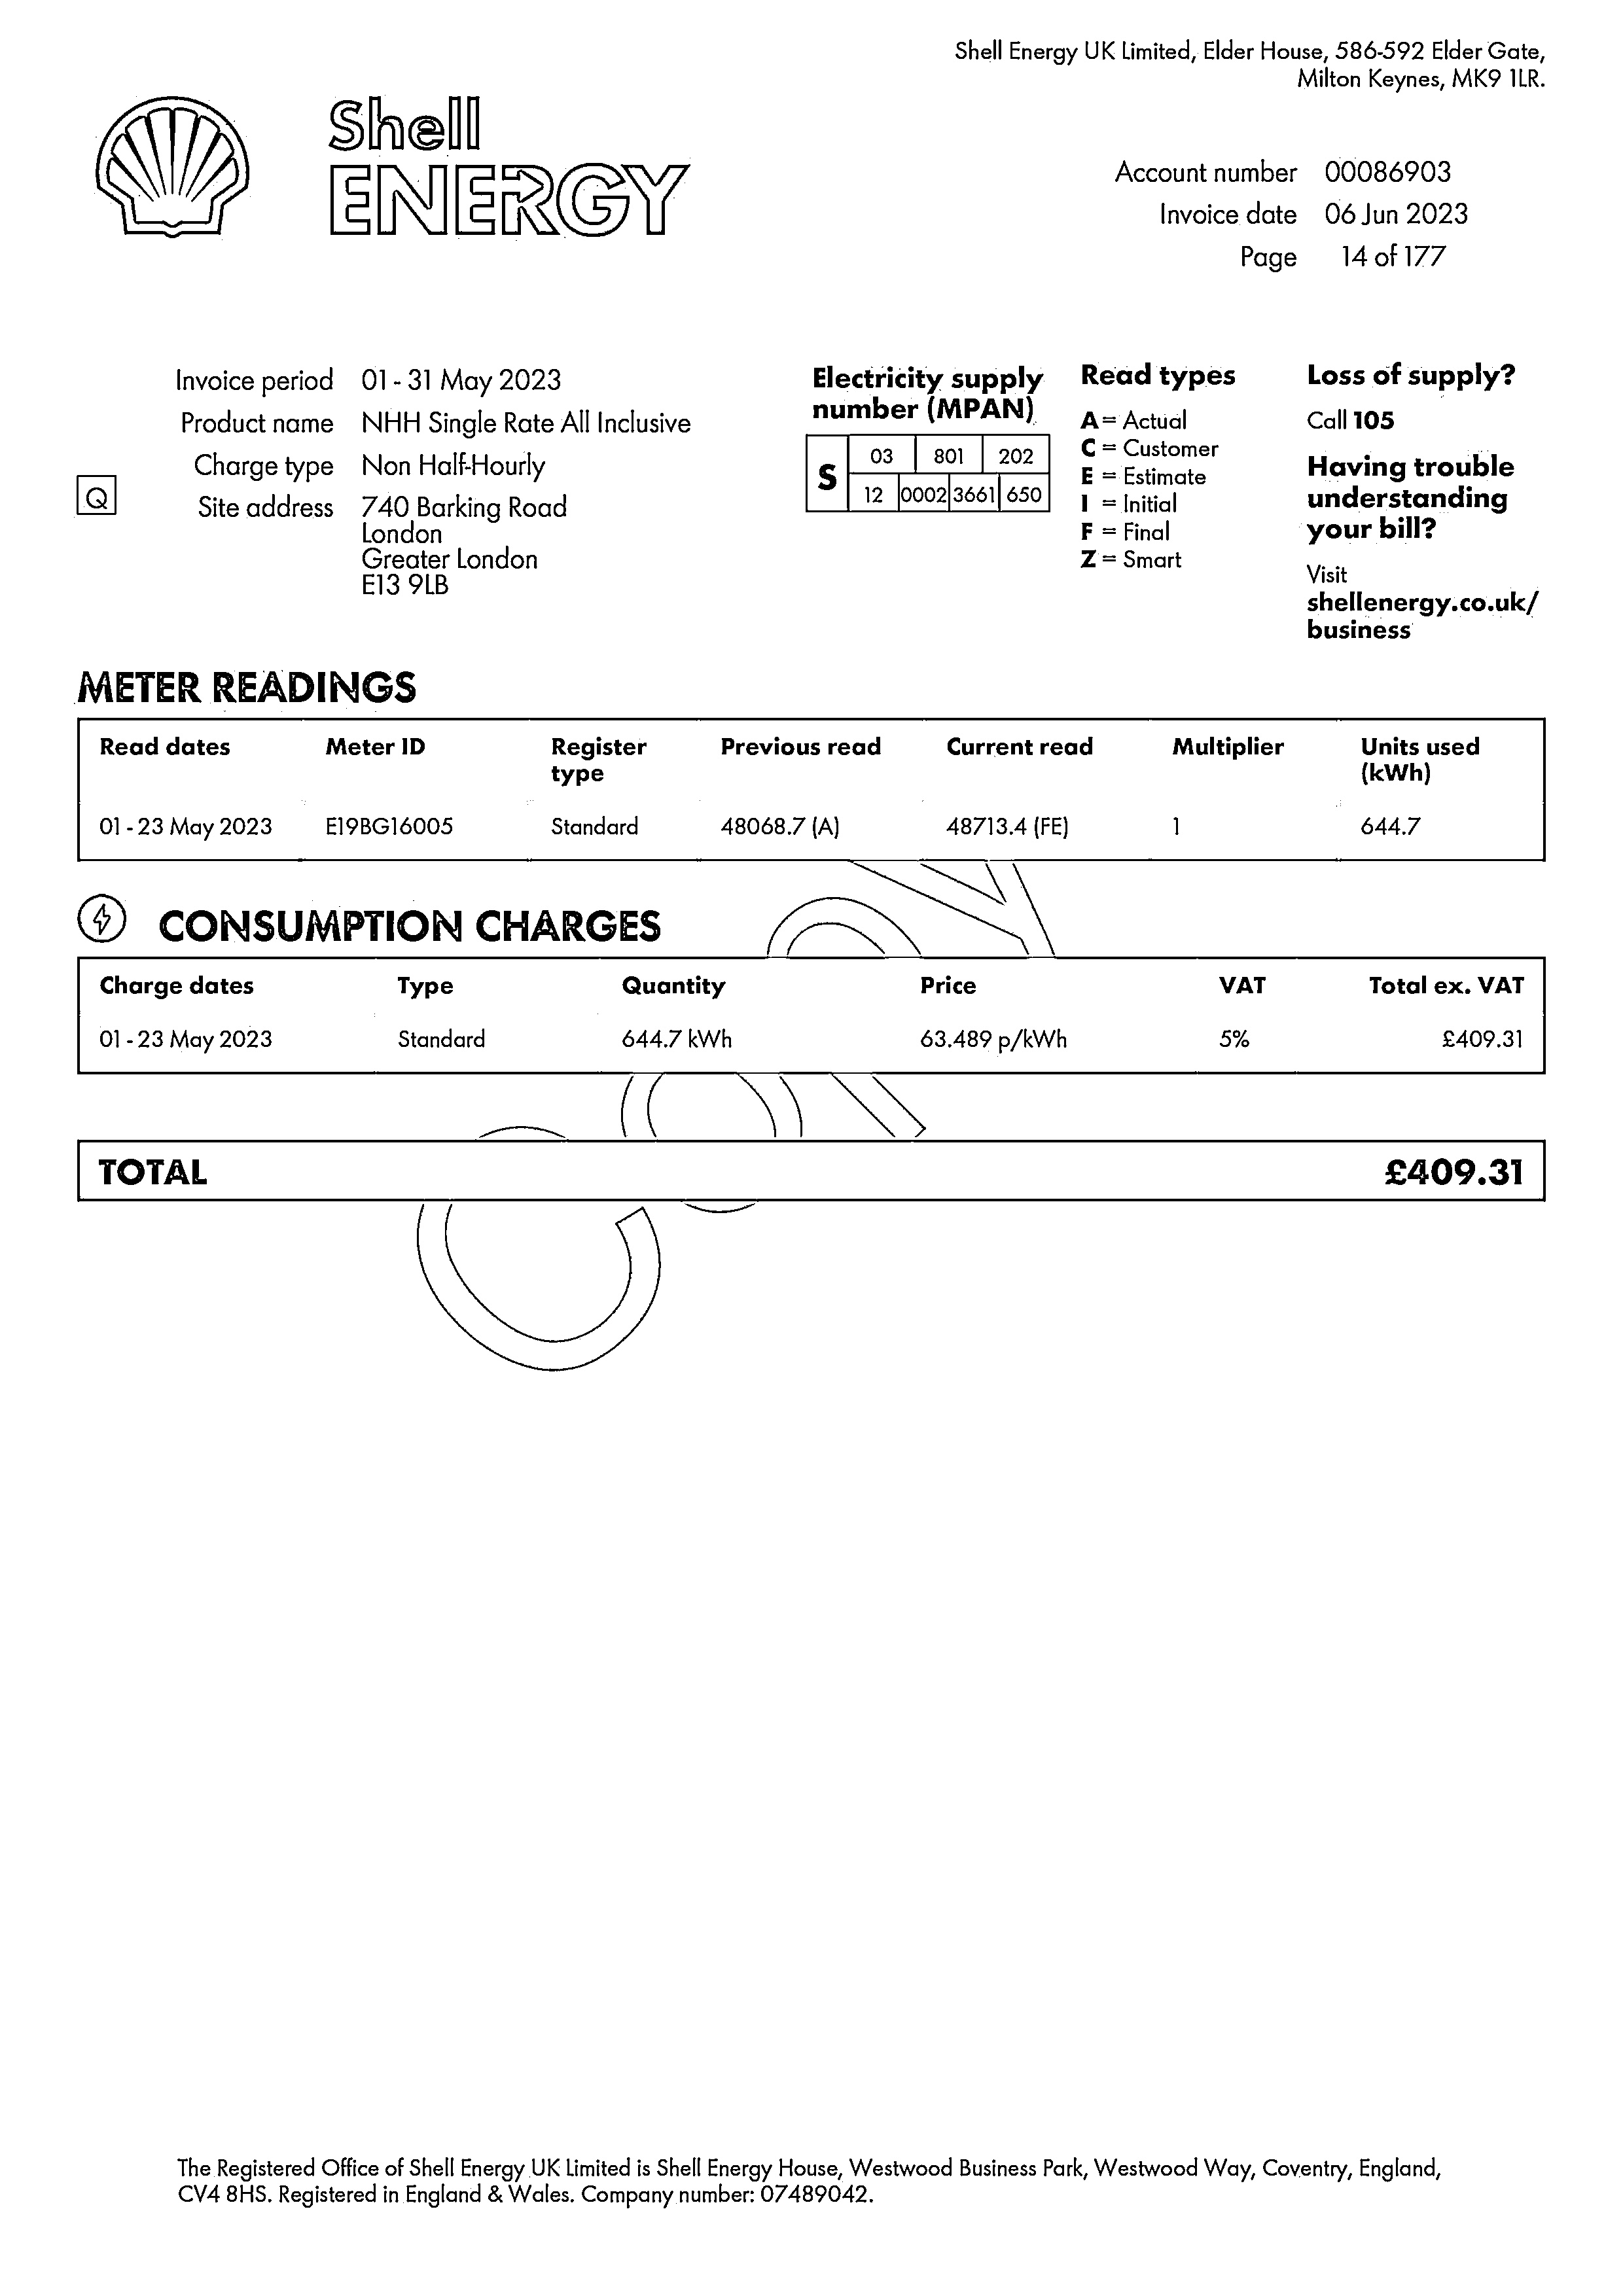 Shell Energy UK Limited, Elder House, 586-592 Elder Gate,
Milton Keynes, MK9 1LR.
Shell
ENERGY
Account number 00086903
Invoice date 06 Jun 2023
Page 14 of 177
Invoice period 01 - 31 May 2023
Product name NHH Single Rate All Inclusive
Charge type Non Half-Hourly
Q
Site address 740 Barking Road
London
Greater London
E13 9LB
Electricity supply
number (MPAN)
S
03 801 202
12 0002 3661 650
Read types
A = Actual
C = Customer
E = Estimate
I = Initial
F = Final
Z = Smart
Loss of supply?
Call 105
Having trouble
understanding
your bill?
Visit
shellenergy.co.uk/
business
METER READINGS
Read dates Meter ID Register type Previous read Current read Multiplier Units used (kWh)
01 - 23 May 2023 E19BG16005 Standard 48068.7 (A) 48713.4 (FE) 1 644.7
CONSUMPTION CHARGES
Charge dates Type Quantity Price VAT Total ex. VAT
01 - 23 May 2023 Standard 644.7 kWh 63.489 p/kWh 5% £409.31
TOTAL £409.31
COPY
The Registered Office of Shell Energy UK Limited is Shell Energy House, Westwood Business Park, Westwood Way, Coventry, England,
CV4 8HS. Registered in England & Wales. Company number: 07489042.